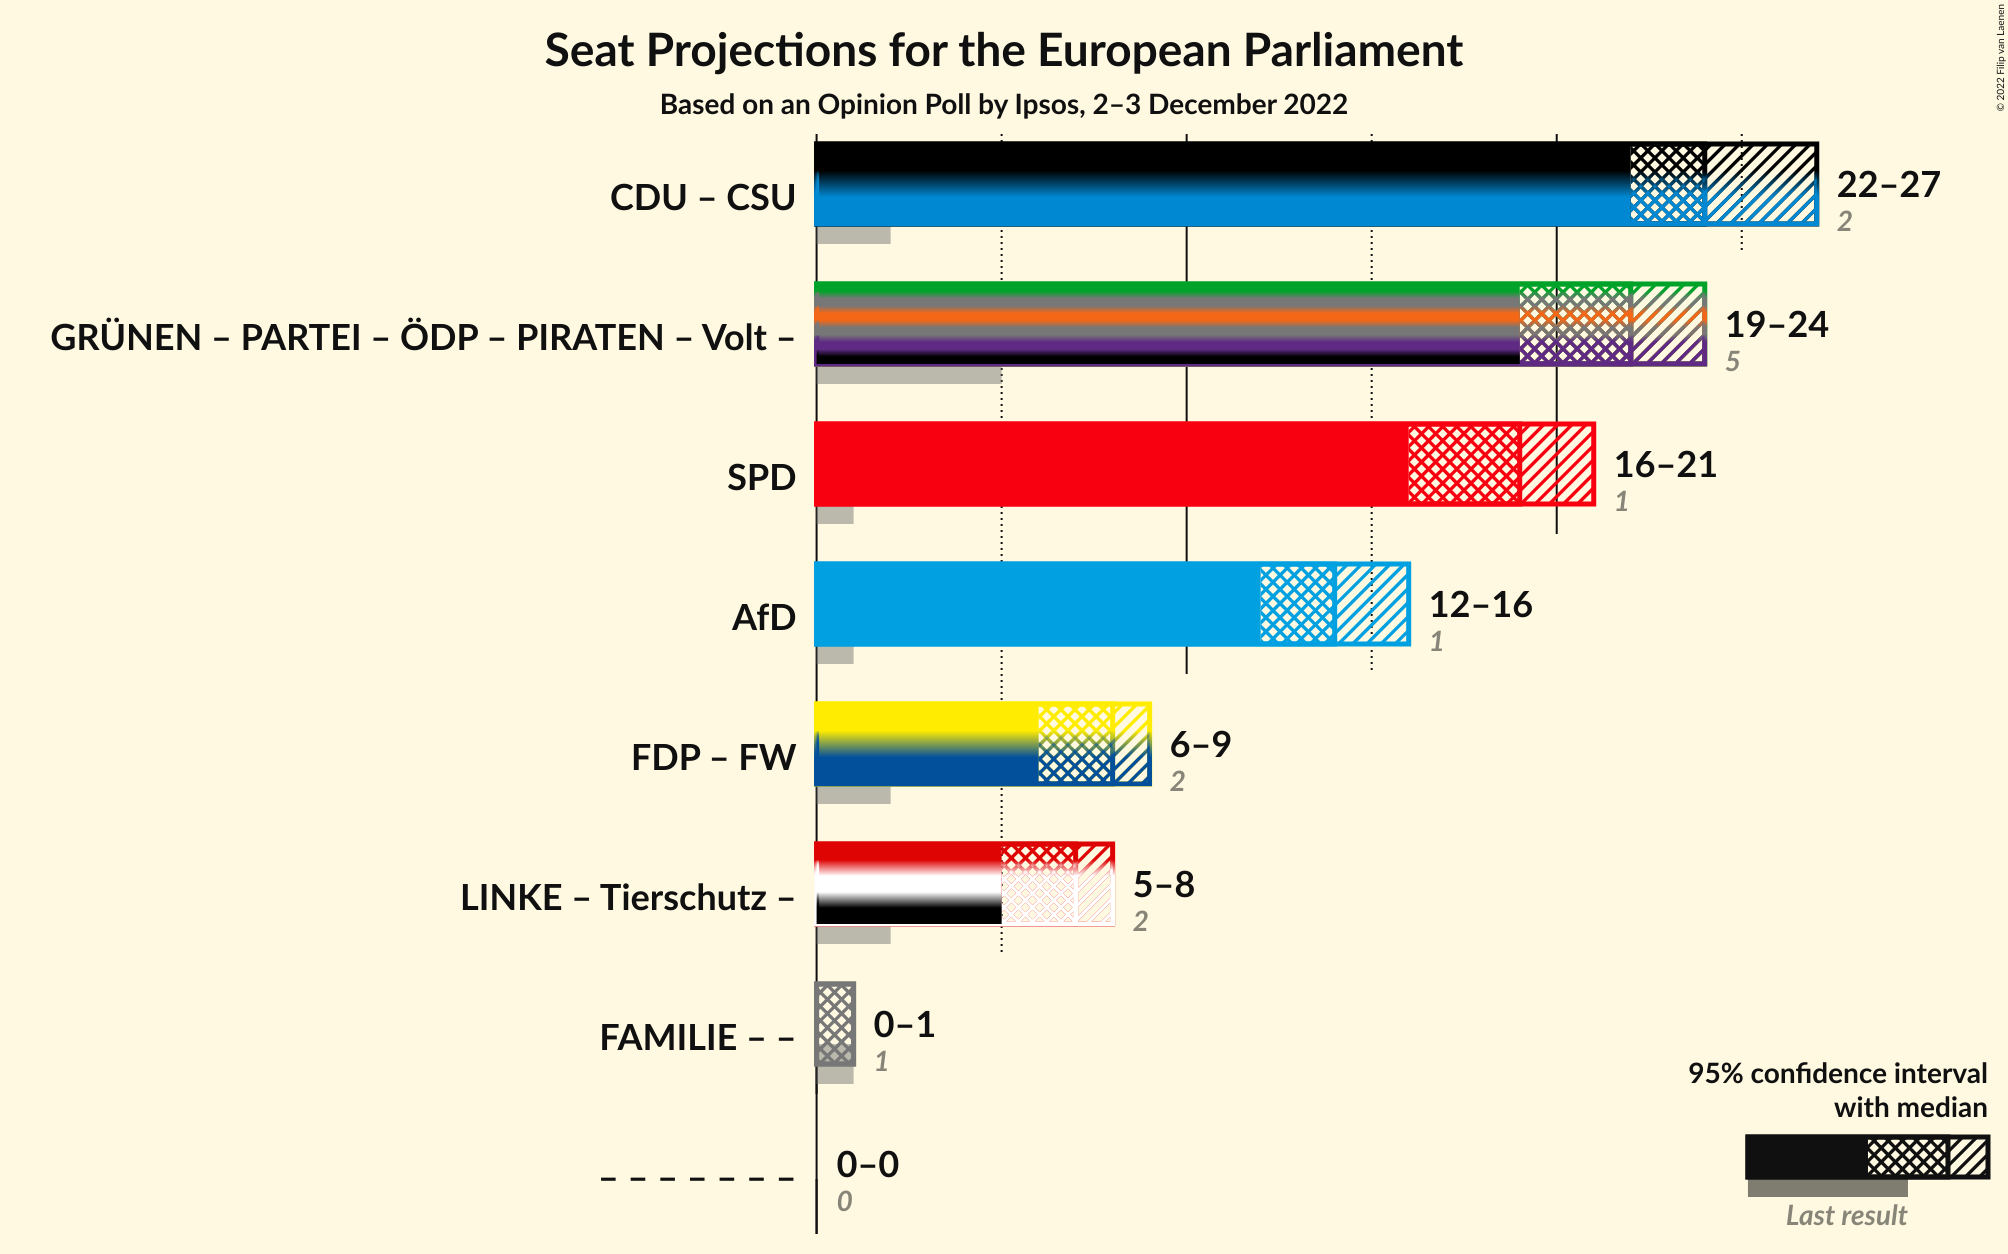 Seat Projections for the European Parliament
Based on an Opinion Poll by Ipsos, 2–3 December 2022
© 2022 Filip van Laenen
CDU – CSU
22–27
2
GRÜNEN – PARTEI – ÖDP – PIRATEN – Volt –
19–24
5
SPD
16–21
1
AfD
12–16
1
FDP – FW
6–9
2
LINKE – Tierschutz –
5–8
2
FAMILIE – –
0–1
1
– – – – – – –
0–0
0
95% confidence interval
with median
Last result